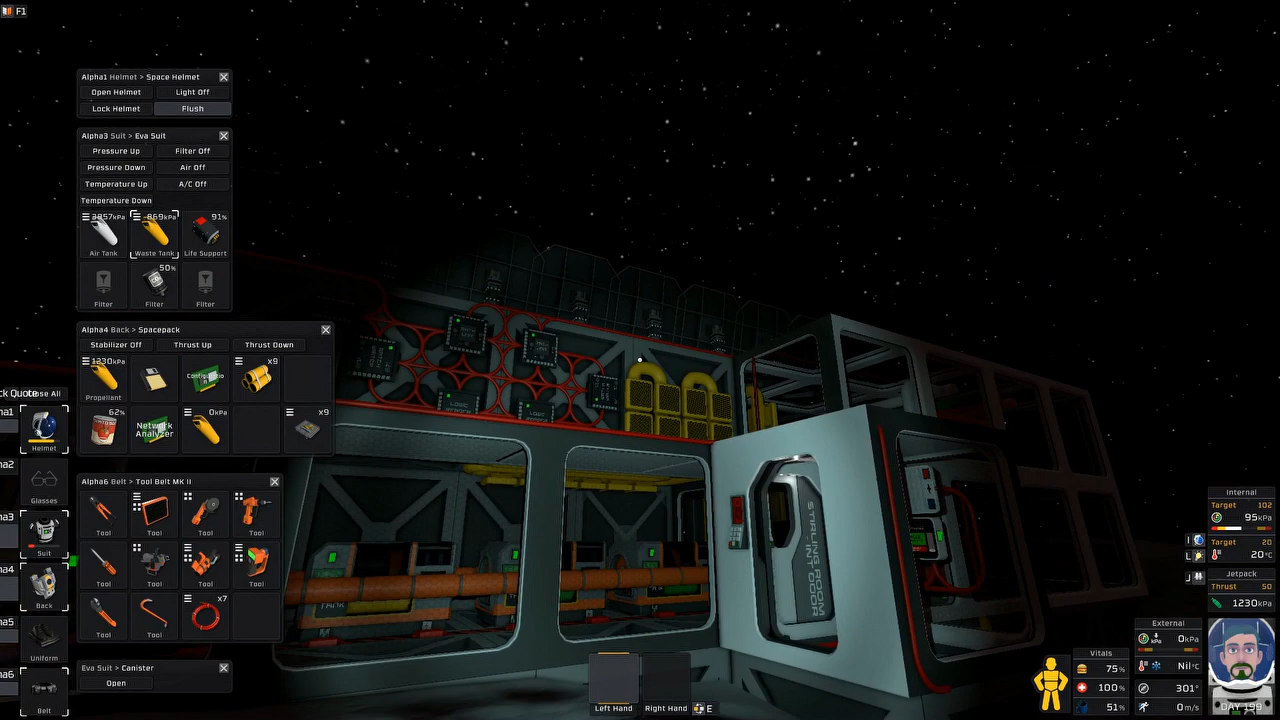 F1
Alpha1 Helmet > Space Helmet
Open Helmet
Light Off
Lock Helmet
Flush
Alpha3 Suit > Eva Suit
Pressure Up
Filter Off
Pressure Down
Air Off
Temperature Up
A/C Off
Temperature Down
3857kPa
869kPa
91%
Air Tank
Waste Tank
Life Support
50%
Filter
Filter
Filter
Alpha4 Back > Spacepack
Stabilizer Off
Thrust Up
Thrust Down
1230kPa
x9
Propellant
62%
Network
Analyzer
0kPa
x9
Alpha6 Belt > Tool Belt MK II
Tool
Tool
Tool
Tool
Tool
Tool
Tool
Tool
x7
Tool
Tool
Tool
Eva Suit > Canister
Open
Helmet
Glasses
Suit
Back
Uniform
Belt
TANK
STIRLING ROOM
INT DOOR
Left Hand
Right Hand
E
Internal
Target 102
95kPa
Target 20
20°C
Jetpack
Thrust 50
1230kPa
External
0kPa
Nil°C
301°
0m/s
Vitals
75%
100%
51%
DAY 199